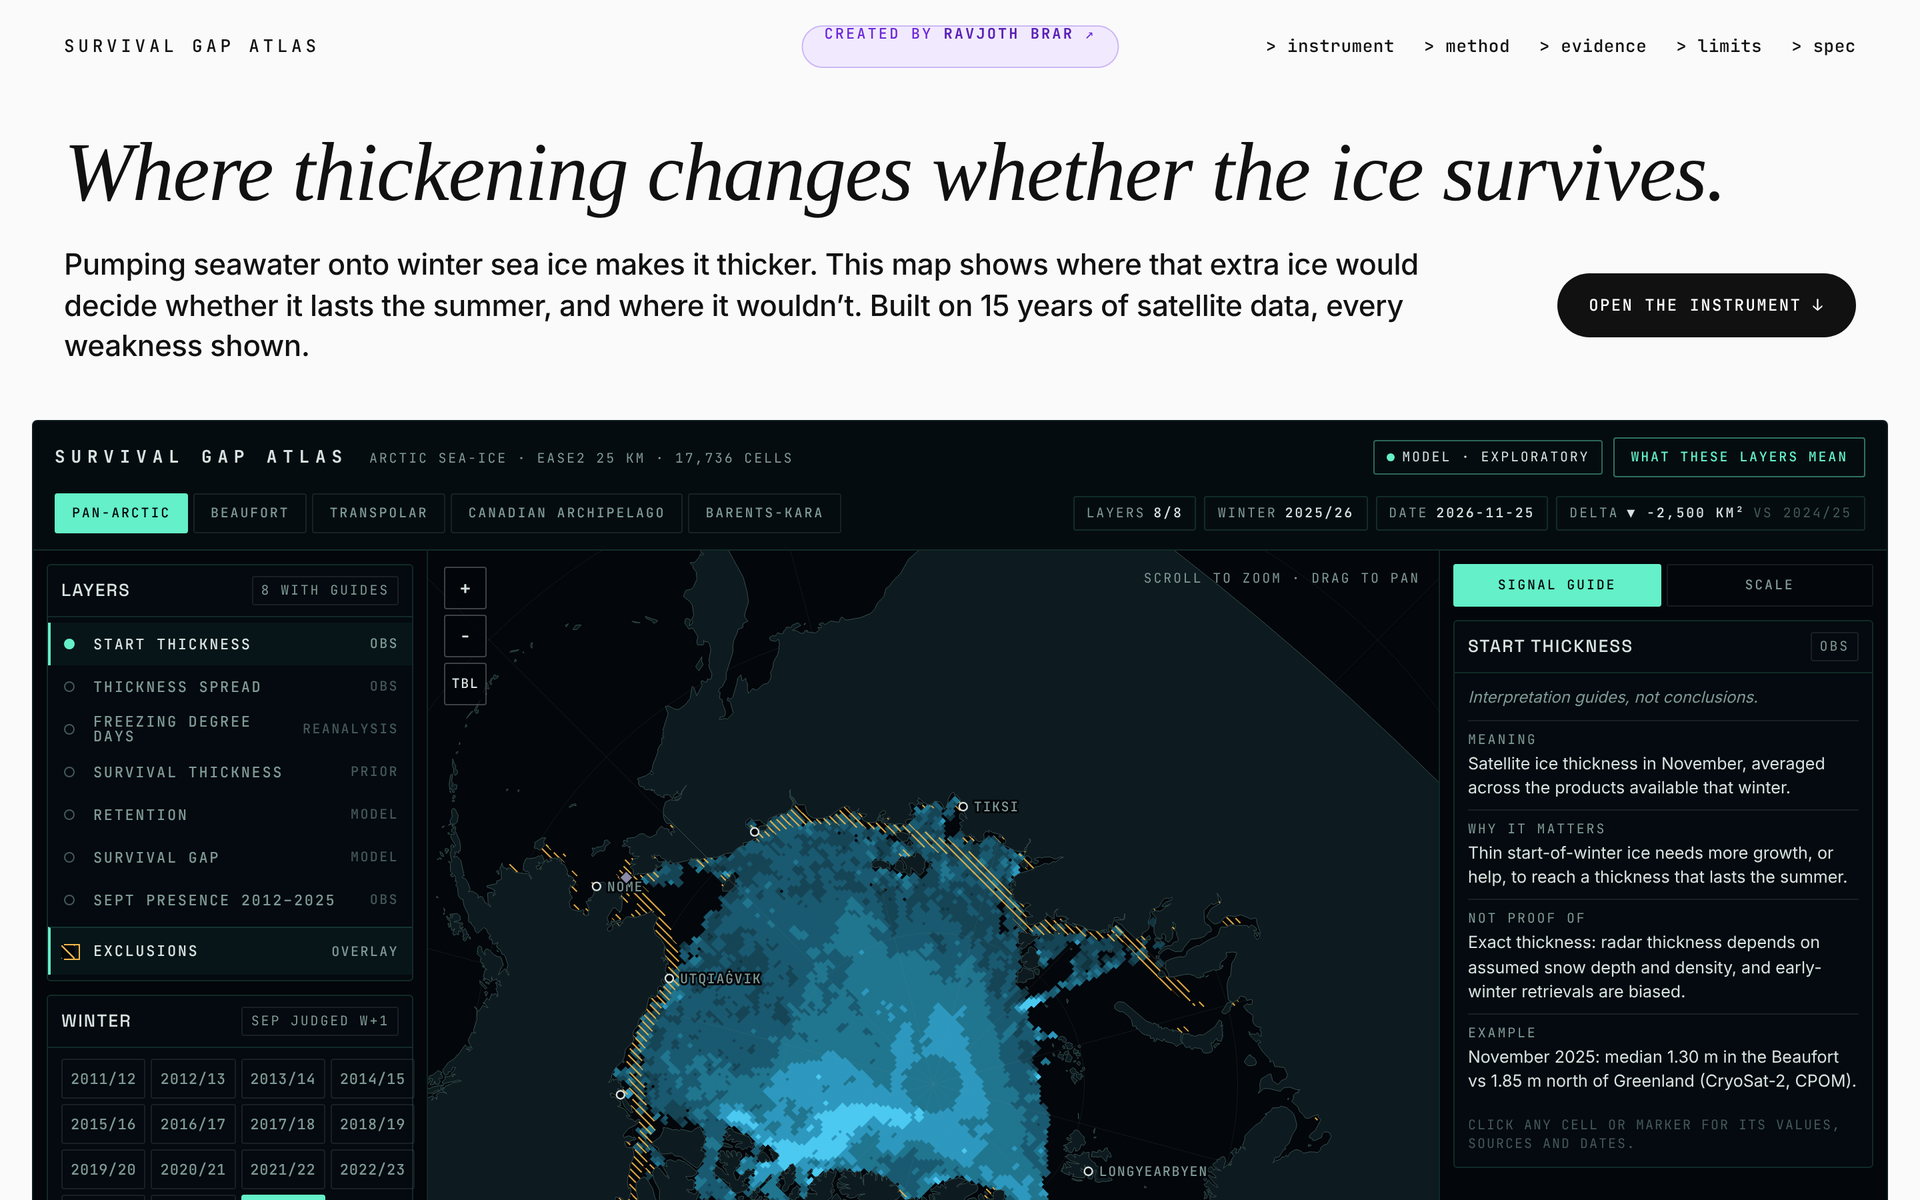 SURVIVAL GAP ATLAS
CREATED BY RAVJOTH BRAR ↗
> instrument > method > evidence > limits > spec
Where thickening changes whether the ice survives.
Pumping seawater onto winter sea ice makes it thicker. This map shows where that extra ice would
decide whether it lasts the summer, and where it wouldn’t. Built on 15 years of satellite data, every
weakness shown.
OPEN THE INSTRUMENT ↓
SURVIVAL GAP ATLAS
ARCTIC SEA-ICE · EASE2 25 KM · 17,736 CELLS
MODEL · EXPLORATORY
WHAT THESE LAYERS MEAN
PAN-ARCTIC
BEAUFORT
TRANSPOLAR
CANADIAN ARCHIPELAGO
BARENTS-KARA
LAYERS 8/8
WINTER 2025/26
DATE 2026-11-25
DELTA ▼ -2,500 KM² VS 2024/25
LAYERS
8 WITH GUIDES
START THICKNESS OBS
THICKNESS SPREAD OBS
FREEZING DEGREE
DAYS
REANALYSIS
SURVIVAL THICKNESS PRIOR
RETENTION MODEL
SURVIVAL GAP MODEL
SEPT PRESENCE 2012–2025 OBS
EXCLUSIONS OVERLAY
WINTER
SEP JUDGED W+1
2011/12 2012/13 2013/14 2014/15
2015/16 2016/17 2017/18 2018/19
2019/20 2020/21 2021/22 2022/23
+
-
TBL
SCROLL TO ZOOM · DRAG TO PAN
TIKSI
NOME
UTQIAĠVIK
LONGYEARBYEN
SIGNAL GUIDE
SCALE
START THICKNESS
OBS
Interpretation guides, not conclusions.
MEANING
Satellite ice thickness in November, averaged
across the products available that winter.
WHY IT MATTERS
Thin start-of-winter ice needs more growth, or
help, to reach a thickness that lasts the summer.
NOT PROOF OF
Exact thickness: radar thickness depends on
assumed snow depth and density, and early-
winter retrievals are biased.
EXAMPLE
November 2025: median 1.30 m in the Beaufort
vs 1.85 m north of Greenland (CryoSat-2, CPOM).
CLICK ANY CELL OR MARKER FOR ITS VALUES,
SOURCES AND DATES.